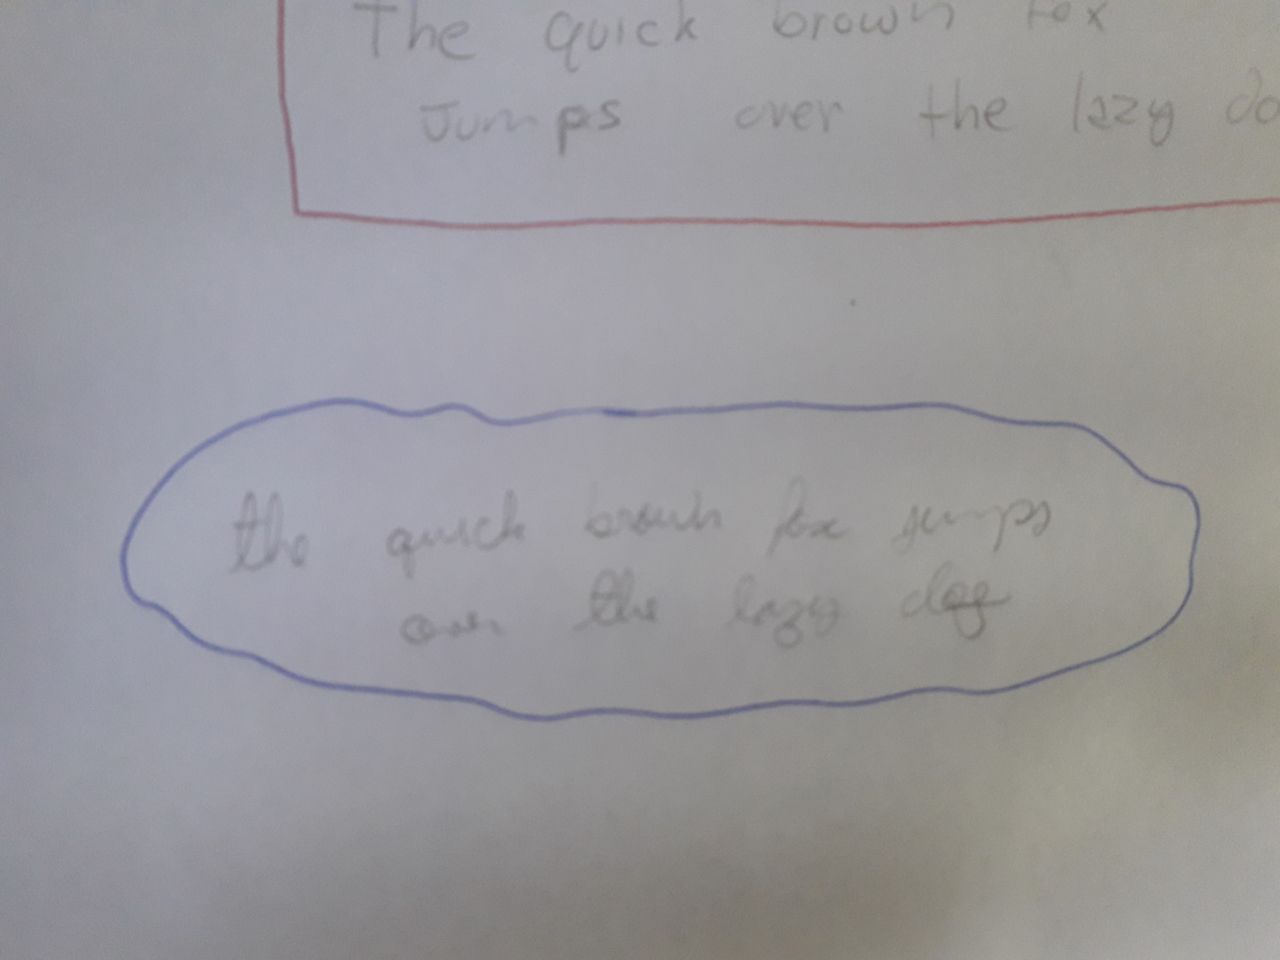 The quick brown fox
Jumps over the lazy do
the quick brown fox jumps
over the lazy dog